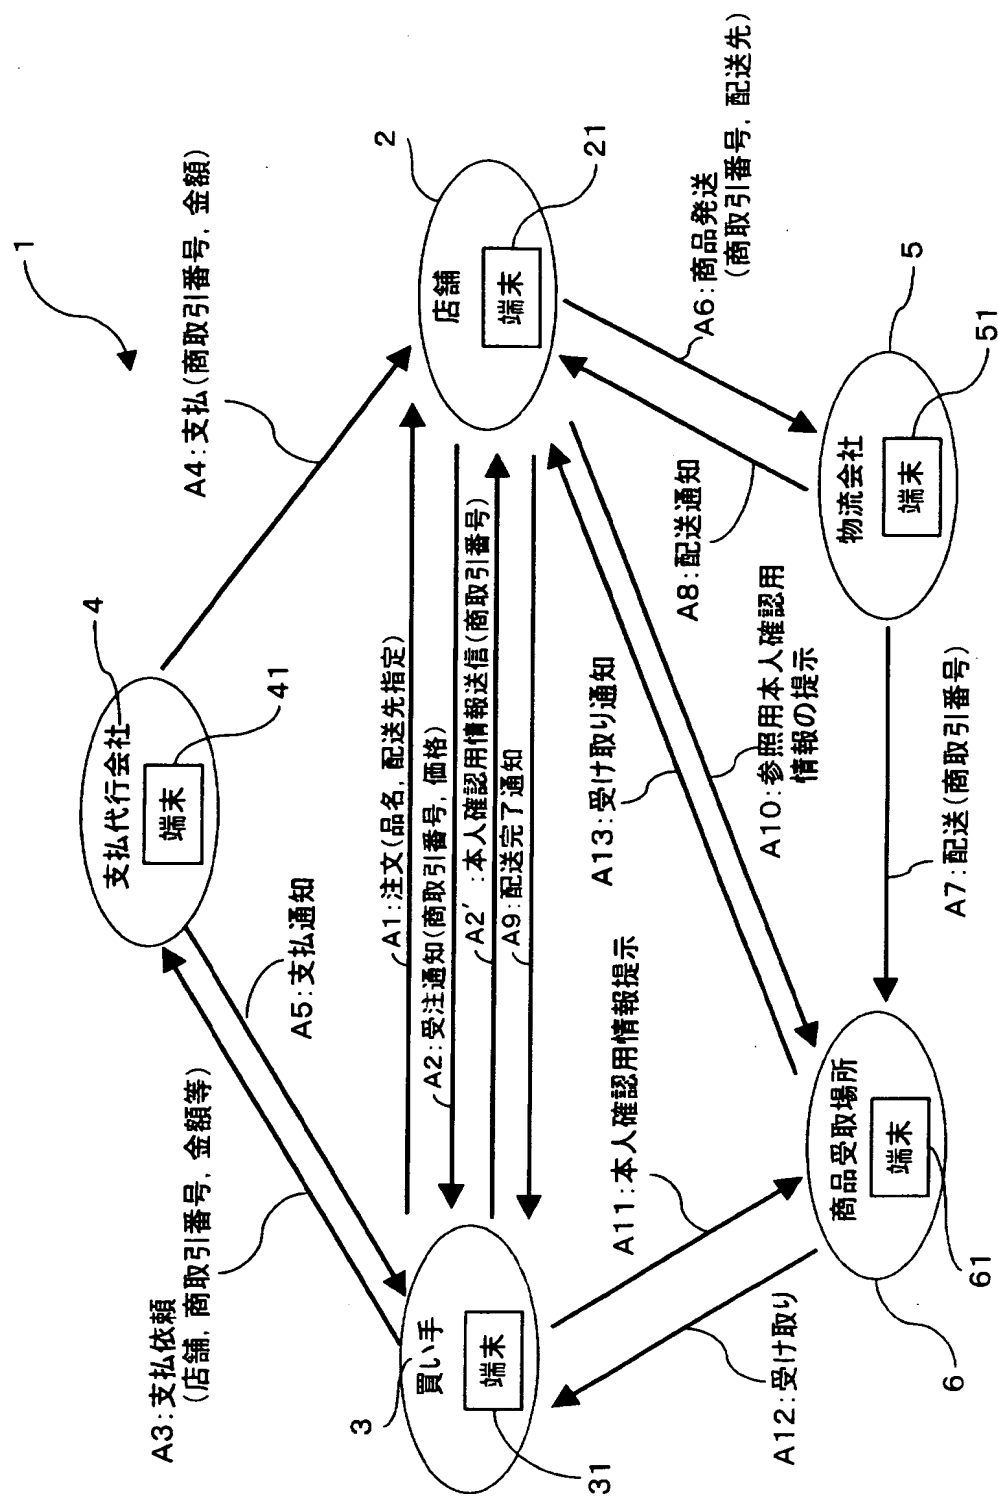 1
A4:支払(商取引番号, 金額)
4
支払代行会社
端末
41
A3:支払依頼
(店舗, 商取引番号, 金額等)
A5:支払通知
2
店舗
端末
21
3
買い手
端末
31
A1:注文(品名, 配送先指定)
A2:受注通知(商取引番号, 価格)
A2′:本人確認用情報送信(商取引番号)
A9:配送完了通知
A6:商品発送
(商取引番号, 配送先)
A8:配送通知
A13:受け取り通知
A10:参照用本人確認用
情報の提示
A11:本人確認用情報提示
A12:受け取り
5
物流会社
端末
51
A7:配送(商取引番号)
商品受取場所
端末
61
6